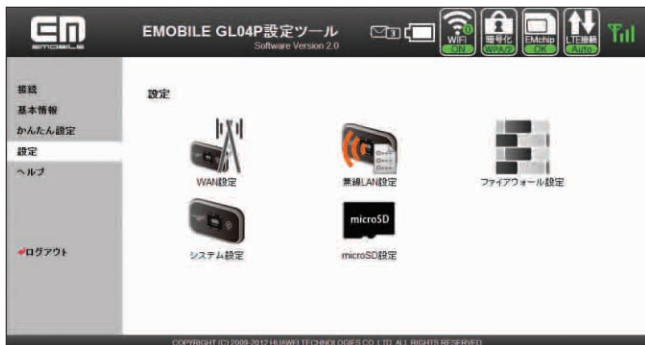 EM
EMOBILE
EMOBILE GL04P設定ツール
Software Version 2.0
3
WiFi
ON
暗号化
WPA/2
EMchip
OK
LTE接続
Auto
接続
基本情報
かんたん設定
設定
ヘルプ
ログアウト
設定
WAN設定
無線LAN設定
ファイアウォール設定
システム設定
microSD
microSD設定
COPYRIGHT (C) 2009-2012 HUAWEI TECHNOLOGIES CO.,LTD. ALL RIGHTS RESERVED